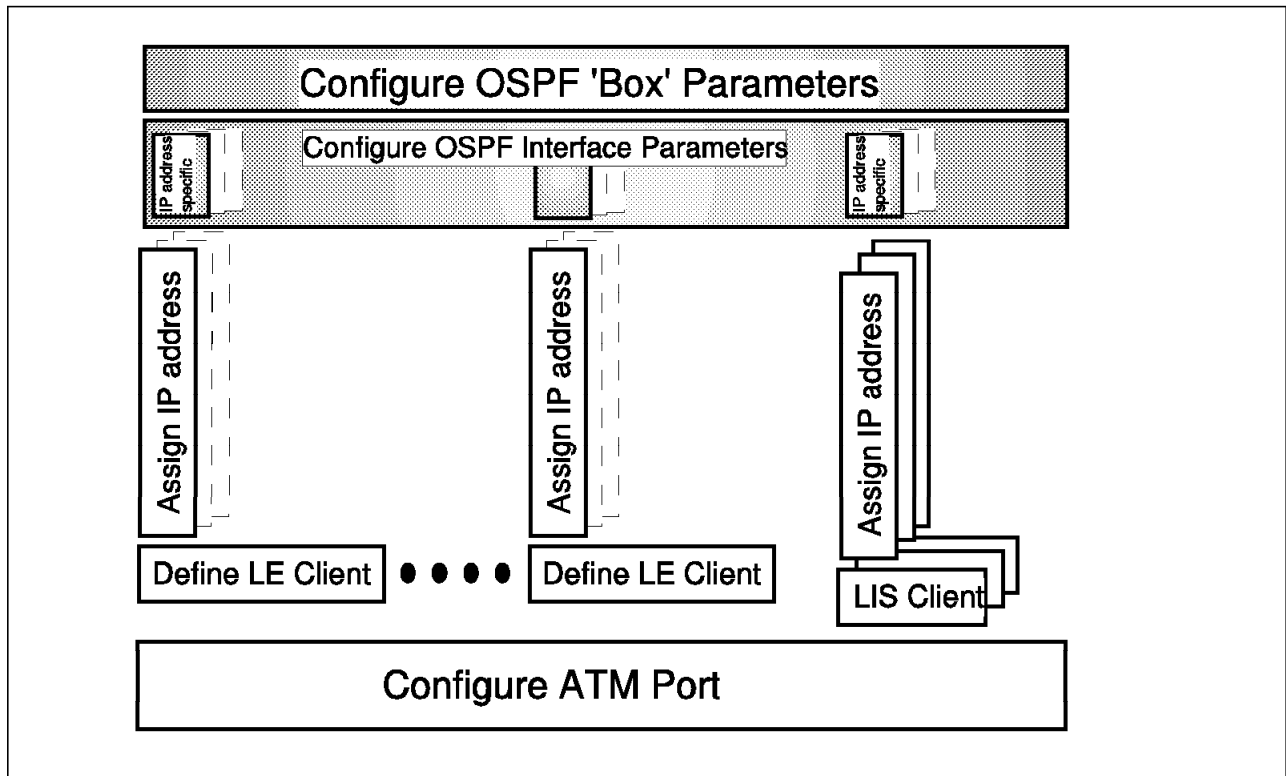 Configure OSPF 'Box' Parameters
Configure OSPF Interface Parameters
IP address
specific
IP address
specific
Assign IP address
Assign IP address
Assign IP address
Define LE Client
Define LE Client
LIS Client
Configure ATM Port